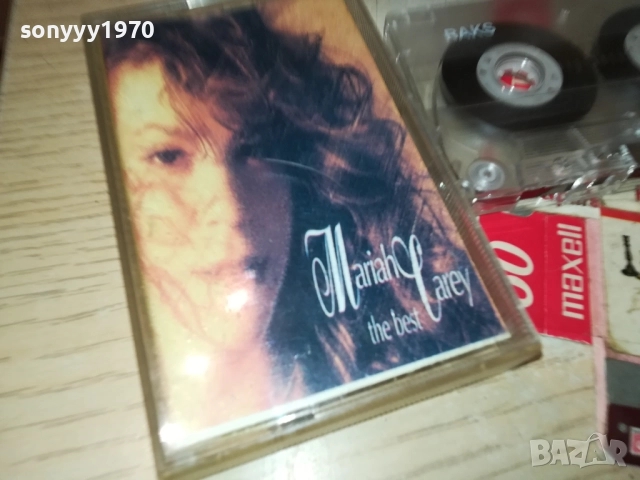 sonyyy1970
BAKS
Mariah Carey
the best
maxell
BAZAR